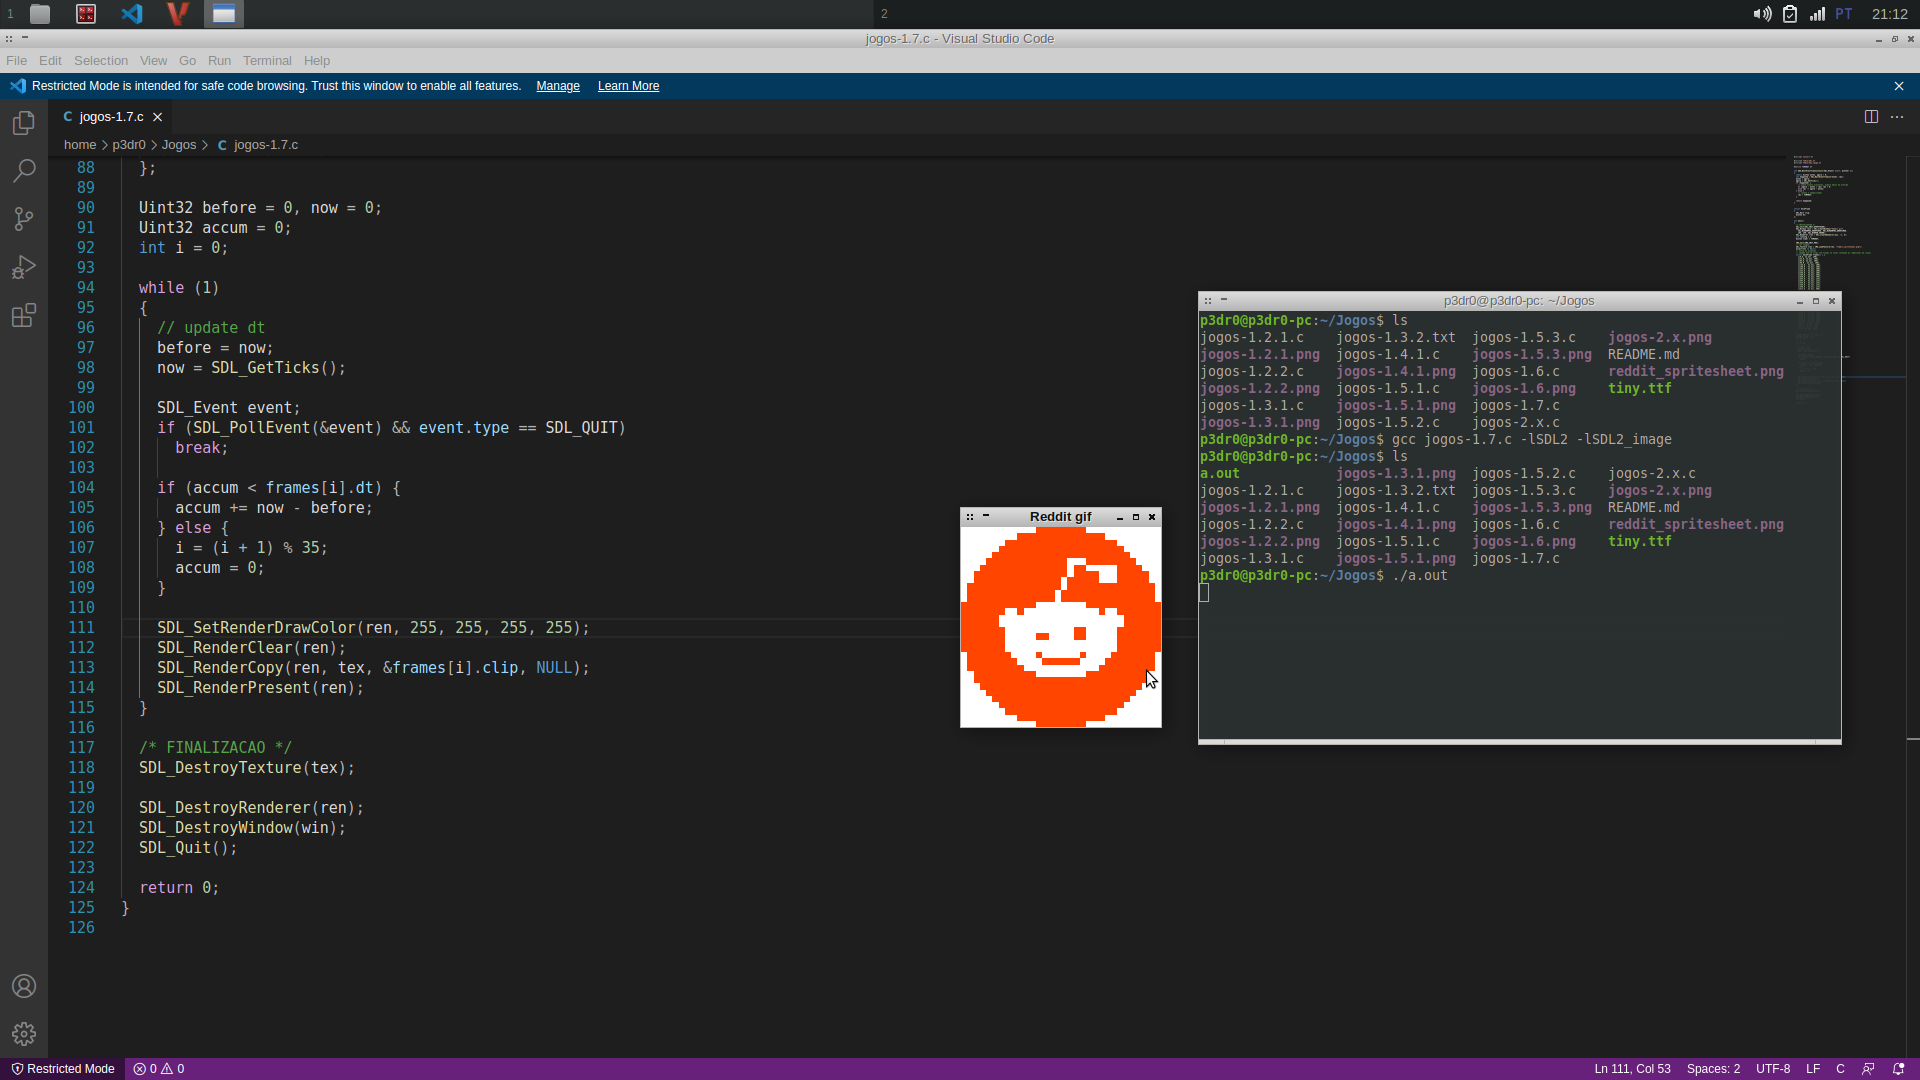 1
2
PT
21:12
jogos-1.7.c - Visual Studio Code
File Edit Selection View Go Run Terminal Help
Restricted Mode is intended for safe code browsing. Trust this window to enable all features. Manage Learn More
C jogos-1.7.c
home > p3dr0 > Jogos > C jogos-1.7.c
88 };
89
90 Uint32 before = 0, now = 0;
91 Uint32 accum = 0;
92 int i = 0;
93
94 while (1)
95 {
96 // update dt
97 before = now;
98 now = SDL_GetTicks();
99
100 SDL_Event event;
101 if (SDL_PollEvent(&event) && event.type == SDL_QUIT)
102 break;
103
104 if (accum < frames[i].dt) {
105 accum += now - before;
106 } else {
107 i = (i + 1) % 35;
108 accum = 0;
109 }
110
111 SDL_SetRenderDrawColor(ren, 255, 255, 255, 255);
112 SDL_RenderClear(ren);
113 SDL_RenderCopy(ren, tex, &frames[i].clip, NULL);
114 SDL_RenderPresent(ren);
115 }
116
117 /* FINALIZACAO */
118 SDL_DestroyTexture(tex);
119
120 SDL_DestroyRenderer(ren);
121 SDL_DestroyWindow(win);
122 SDL_Quit();
123
124 return 0;
125 }
126
Reddit gif
p3dr0@p3dr0-pc: ~/Jogos
p3dr0@p3dr0-pc:~/Jogos$ ls
jogos-1.2.1.c jogos-1.3.2.txt jogos-1.5.3.c jogos-2.x.png
jogos-1.2.1.png jogos-1.4.1.c jogos-1.5.3.png README.md
jogos-1.2.2.c jogos-1.4.1.png jogos-1.6.c reddit_spritesheet.png
jogos-1.2.2.png jogos-1.5.1.c jogos-1.6.png tiny.ttf
jogos-1.3.1.c jogos-1.5.1.png jogos-1.7.c
jogos-1.3.1.png jogos-1.5.2.c jogos-2.x.c
p3dr0@p3dr0-pc:~/Jogos$ gcc jogos-1.7.c -lSDL2 -lSDL2_image
p3dr0@p3dr0-pc:~/Jogos$ ls
a.out jogos-1.3.1.png jogos-1.5.2.c jogos-2.x.c
jogos-1.2.1.c jogos-1.3.2.txt jogos-1.5.3.c jogos-2.x.png
jogos-1.2.1.png jogos-1.4.1.c jogos-1.5.3.png README.md
jogos-1.2.2.c jogos-1.4.1.png jogos-1.6.c reddit_spritesheet.png
jogos-1.2.2.png jogos-1.5.1.c jogos-1.6.png tiny.ttf
jogos-1.3.1.c jogos-1.5.1.png jogos-1.7.c
p3dr0@p3dr0-pc:~/Jogos$ ./a.out
Restricted Mode 0 0
Ln 111, Col 53 Spaces: 2 UTF-8 LF C